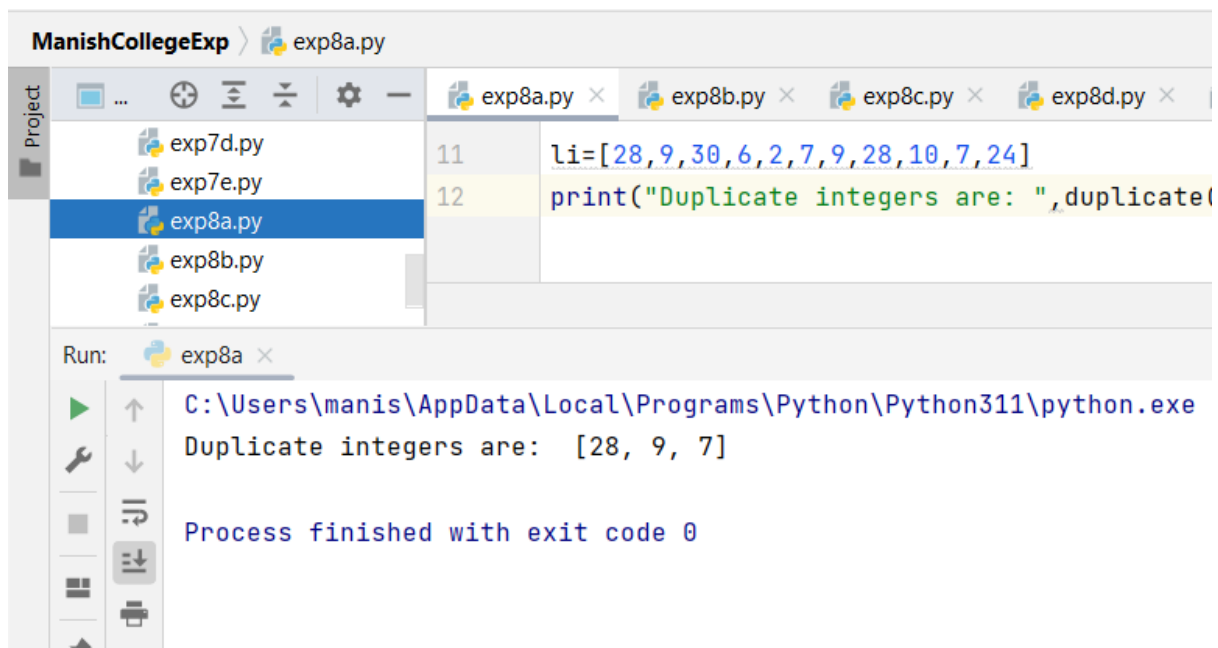 ManishCollegeExp 〉 exp8a.py
Project
...
exp8a.py × exp8b.py × exp8c.py × exp8d.py ×
exp7d.py
exp7e.py
exp8a.py
exp8b.py
exp8c.py
11 li=[28,9,30,6,2,7,9,28,10,7,24]
12 print("Duplicate integers are: ",duplicate(
Run: exp8a ×
C:\Users\manis\AppData\Local\Programs\Python\Python311\python.exe
Duplicate integers are:  [28, 9, 7]
Process finished with exit code 0